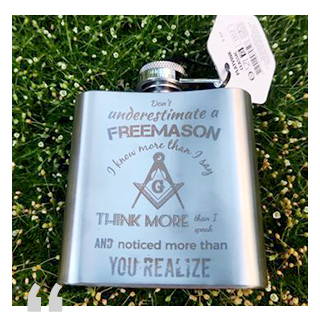 Don't
underestimate a
FREEMASON
I know more than I say
G
THINK MORE than I
speak
AND noticed more than
YOU REALIZE